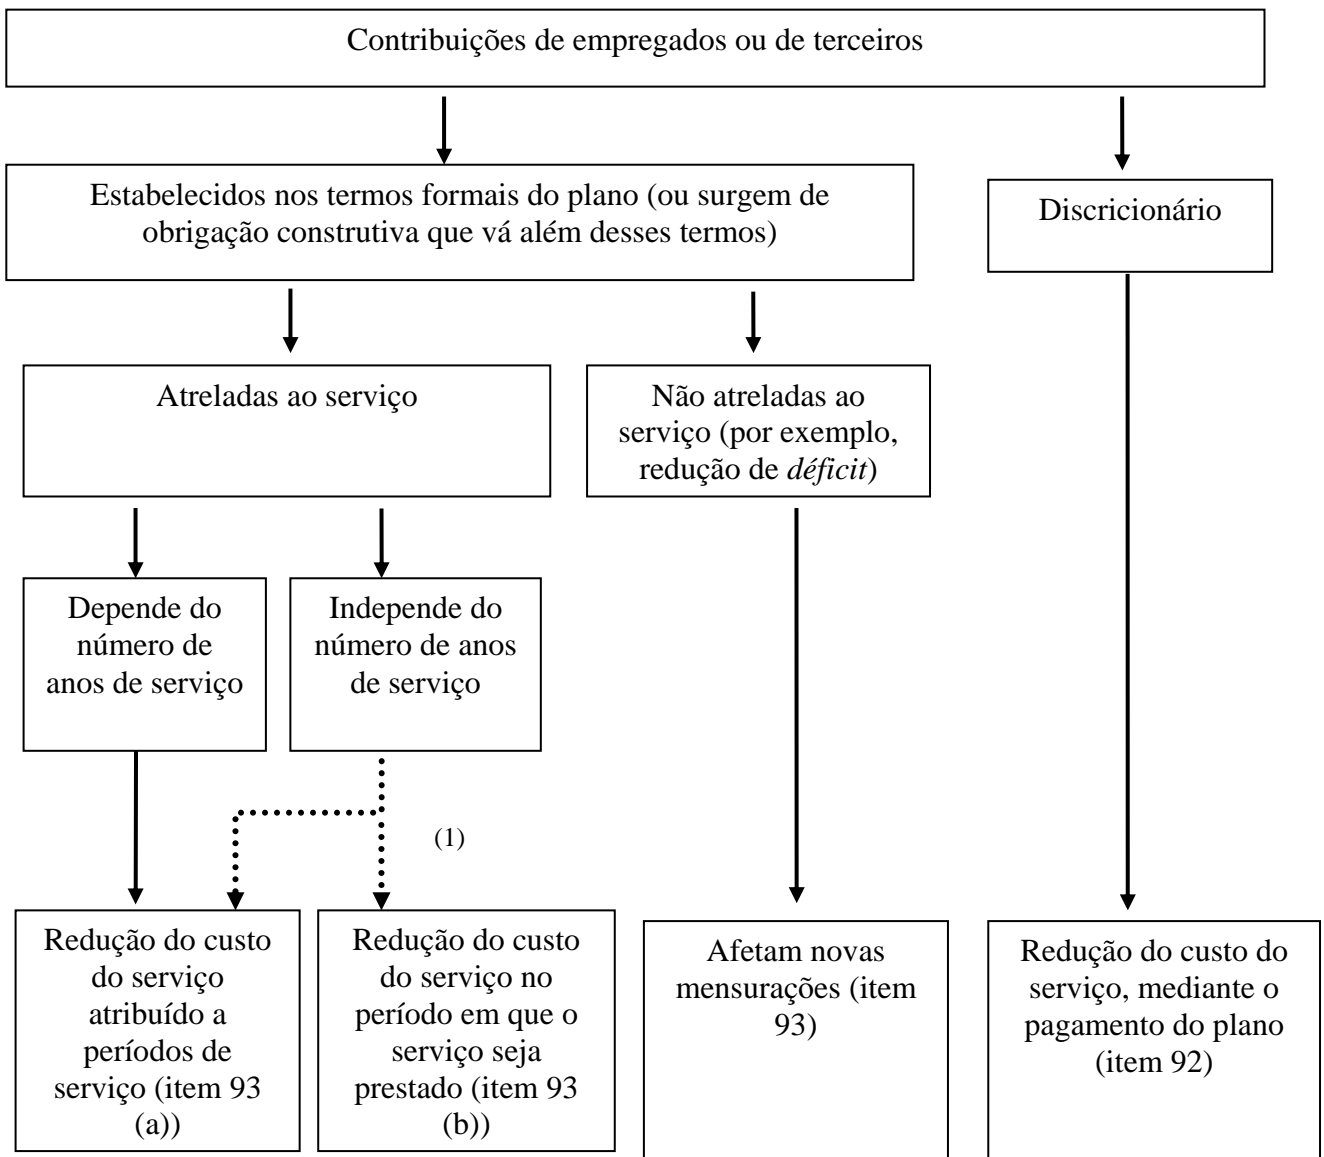 Contribuições de empregados ou de terceiros
Estabelecidos nos termos formais do plano (ou surgem de
obrigação construtiva que vá além desses termos)
Discricionário
Atreladas ao serviço
Não atreladas ao
serviço (por exemplo,
redução de déficit)
Depende do
número de
anos de serviço
Independe do
número de anos
de serviço
(1)
Redução do custo
do serviço
atribuído a
períodos de
serviço (item 93
(a))
Redução do custo
do serviço no
período em que o
serviço seja
prestado (item 93
(b))
Afetam novas
mensurações (item
93)
Redução do custo do
serviço, mediante o
pagamento do plano
(item 92)